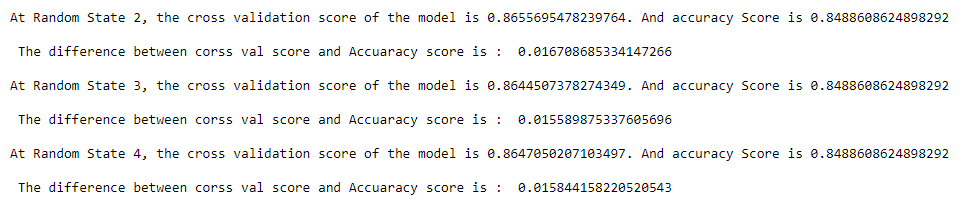 At Random State 2, the cross validation score of the model is 0.8655695478239764. And accuracy Score is 0.8488608624898292
The difference between corss val score and Accuaracy score is :  0.016708685334147266
At Random State 3, the cross validation score of the model is 0.8644507378274349. And accuracy Score is 0.8488608624898292
The difference between corss val score and Accuaracy score is :  0.015589875337605696
At Random State 4, the cross validation score of the model is 0.8647050207103497. And accuracy Score is 0.8488608624898292
The difference between corss val score and Accuaracy score is :  0.015844158220520543